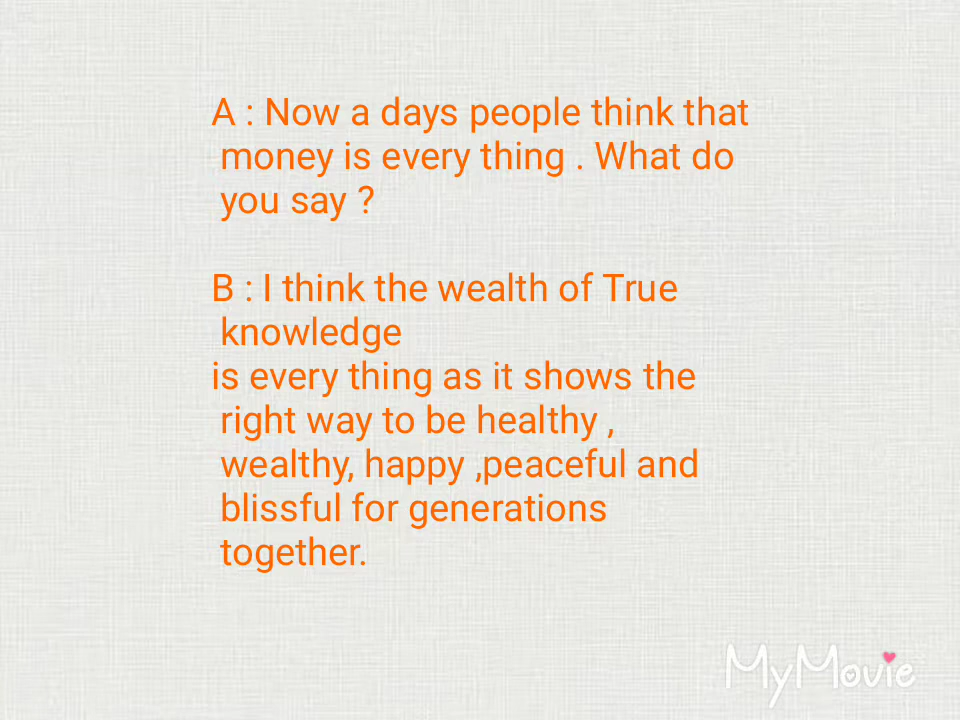 A : Now a days people think that
money is every thing . What do
you say ?
B : I think the wealth of True
knowledge
is every thing as it shows the
right way to be healthy ,
wealthy, happy ,peaceful and
blissful for generations
together.
MyMovie